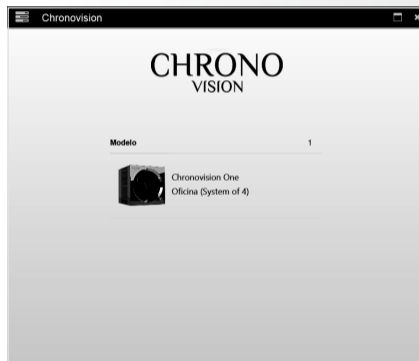 Chronovision
CHRONO
VISION
Modelo 1
Chronovision One
Oficina (System of 4)